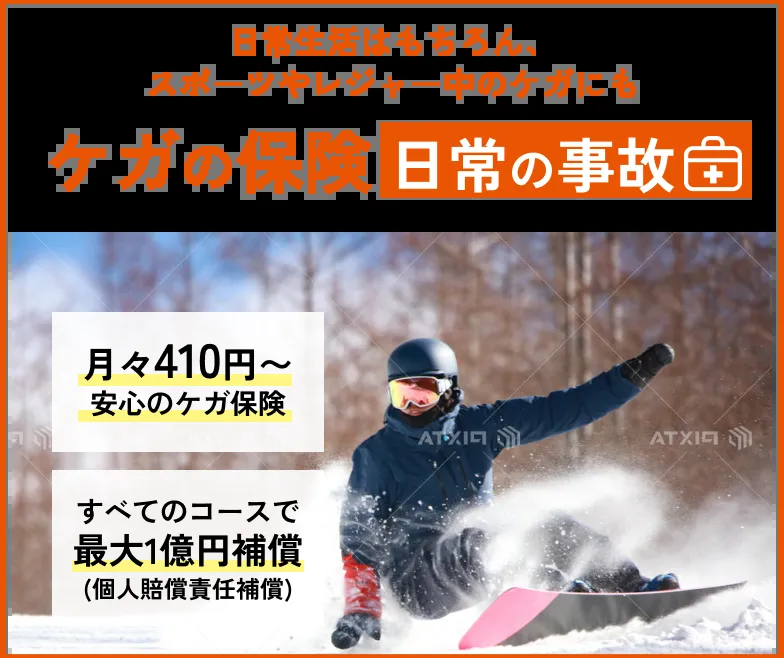 日常生活はもちろん、
スポーツやレジャー中のケガにも
ケガの保険 日常の事故
月々410円～
安心のケガ保険
すべてのコースで
最大1億円補償
(個人賠償責任補償)
PIXTA PIXTA